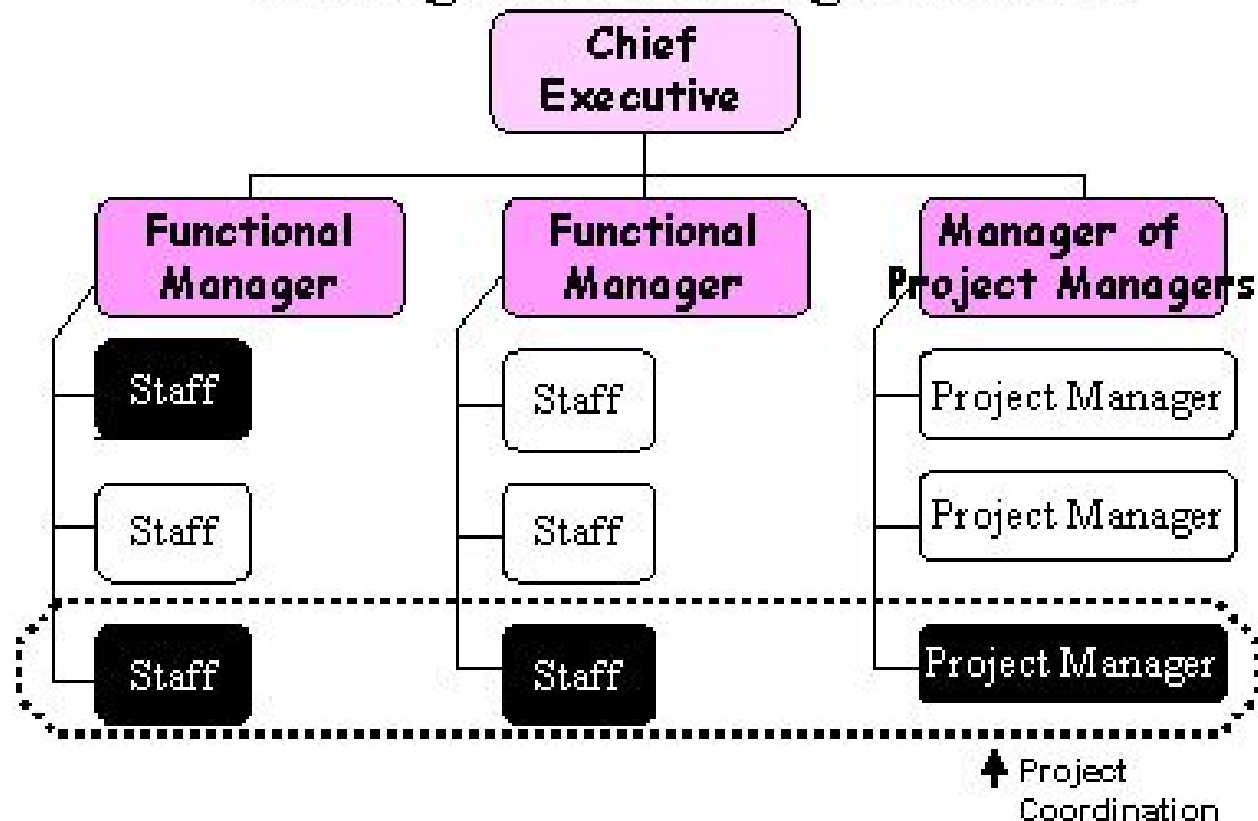 Chief
Executive
Functional
Manager
Functional
Manager
Manager of
Project Managers
Staff
Staff
Project Manager
Staff
Staff
Project Manager
Staff
Staff
Project Manager
Project
Coordination